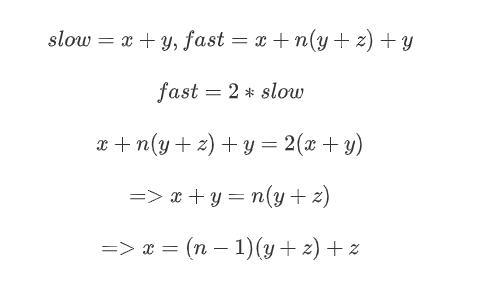 slow = x + y, fast = x + n(y + z) + y
fast = 2 * slow
x + n(y + z) + y = 2(x + y)
=> x + y = n(y + z)
=> x = (n − 1)(y + z) + z